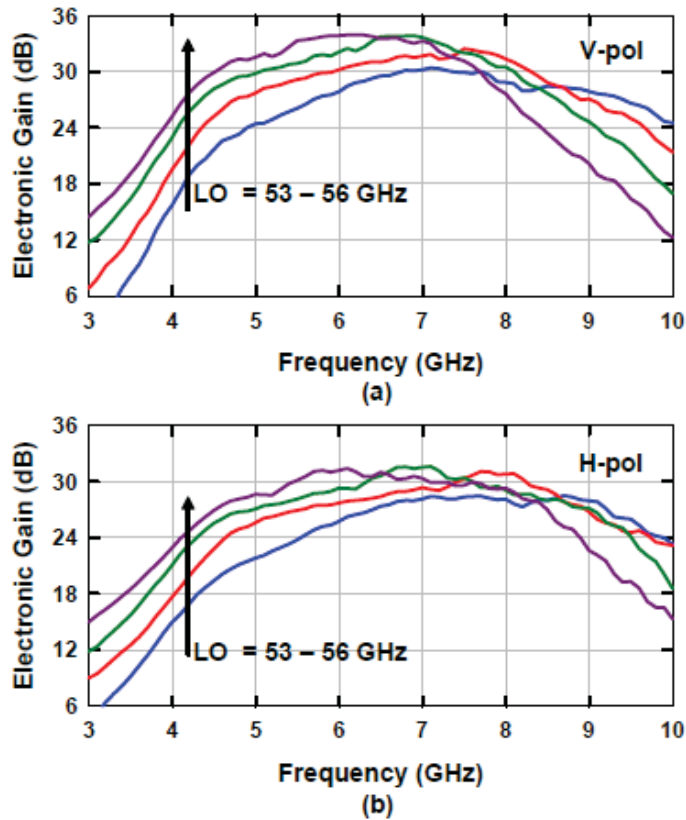 36
V-pol
30
24
18
LO = 53 – 56 GHz
12
6
3 4 5 6 7 8 9 10
Electronic Gain (dB)
Frequency (GHz)
(a)
36
H-pol
30
24
18
12
LO = 53 – 56 GHz
6
3 4 5 6 7 8 9 10
Electronic Gain (dB)
Frequency (GHz)
(b)